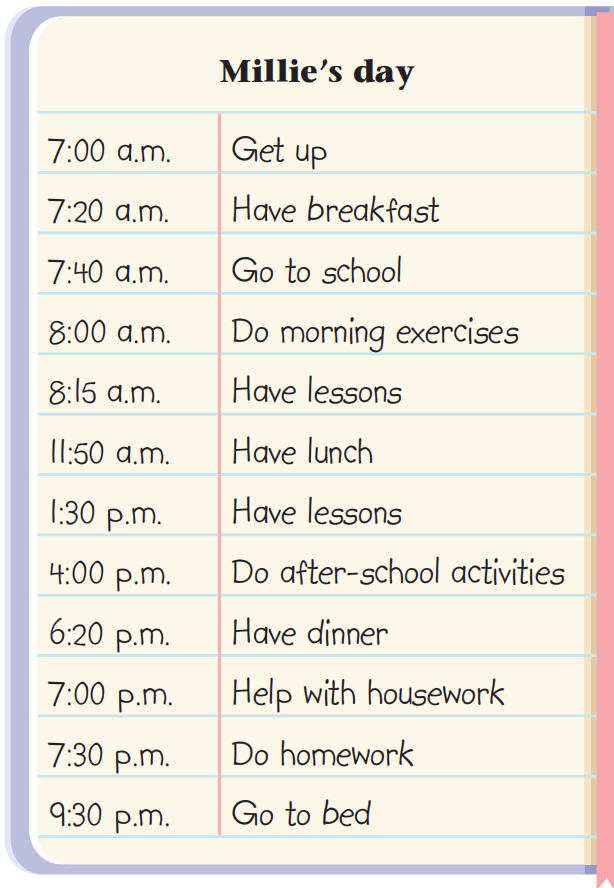 Millie's day
7:00 a.m. Get up
7:20 a.m. Have breakfast
7:40 a.m. Go to school
8:00 a.m. Do morning exercises
8:15 a.m. Have lessons
11:50 a.m. Have lunch
1:30 p.m. Have lessons
4:00 p.m. Do after-school activities
6:20 p.m. Have dinner
7:00 p.m. Help with housework
7:30 p.m. Do homework
9:30 p.m. Go to bed